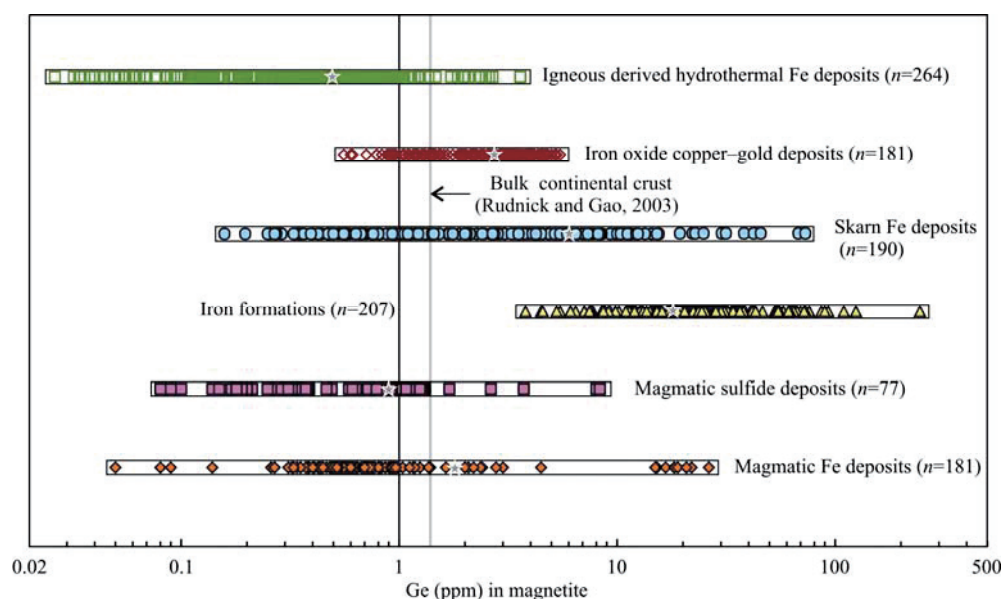 Igneous derived hydrothermal Fe deposits (n=264)
Iron oxide copper–gold deposits (n=181)
Bulk continental crust
(Rudnick and Gao, 2003)
Skarn Fe deposits
(n=190)
Iron formations (n=207)
Magmatic sulfide deposits (n=77)
Magmatic Fe deposits (n=181)
0.02 0.1 1 10 100 500
Ge (ppm) in magnetite